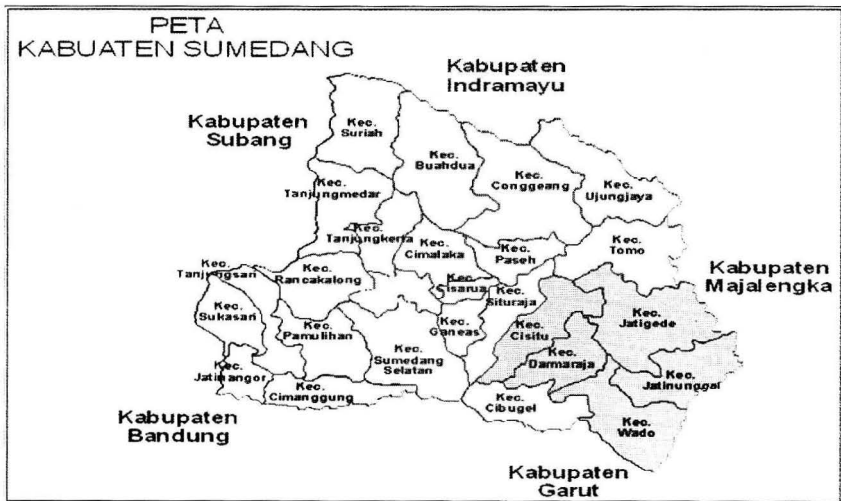 PETA
KABUATEN SUMEDANG
Kabupaten
Indramayu
Kabupaten
Subang
Kec.
Suriah
Kec.
Buahdua
Kec.
Conggeang
Kec.
Ujungjaya
Kec.
Tanjungmedar
Kec.
Tanjungkerta
Kec.
Cimalaka
Kec.
Paseh
Kec.
Tomo
Kec.
Tanjungsari
Kec.
Rancakalong
Kec.
Cisarua
Kec.
Situraja
Kabupaten
Majalengka
Kec.
Sukasari
Kec.
Pamulihan
Kec.
Ganeas
Kec.
Cisitu
Kec.
Jatigede
Kec.
Sumedang
Selatan
Kec.
Darmaraja
Kec.
Jatinangor
Kec.
Cimanggung
Kec.
Jatinunggal
Kec.
Cibugel
Kec.
Wado
Kabupaten
Bandung
Kabupaten
Garut